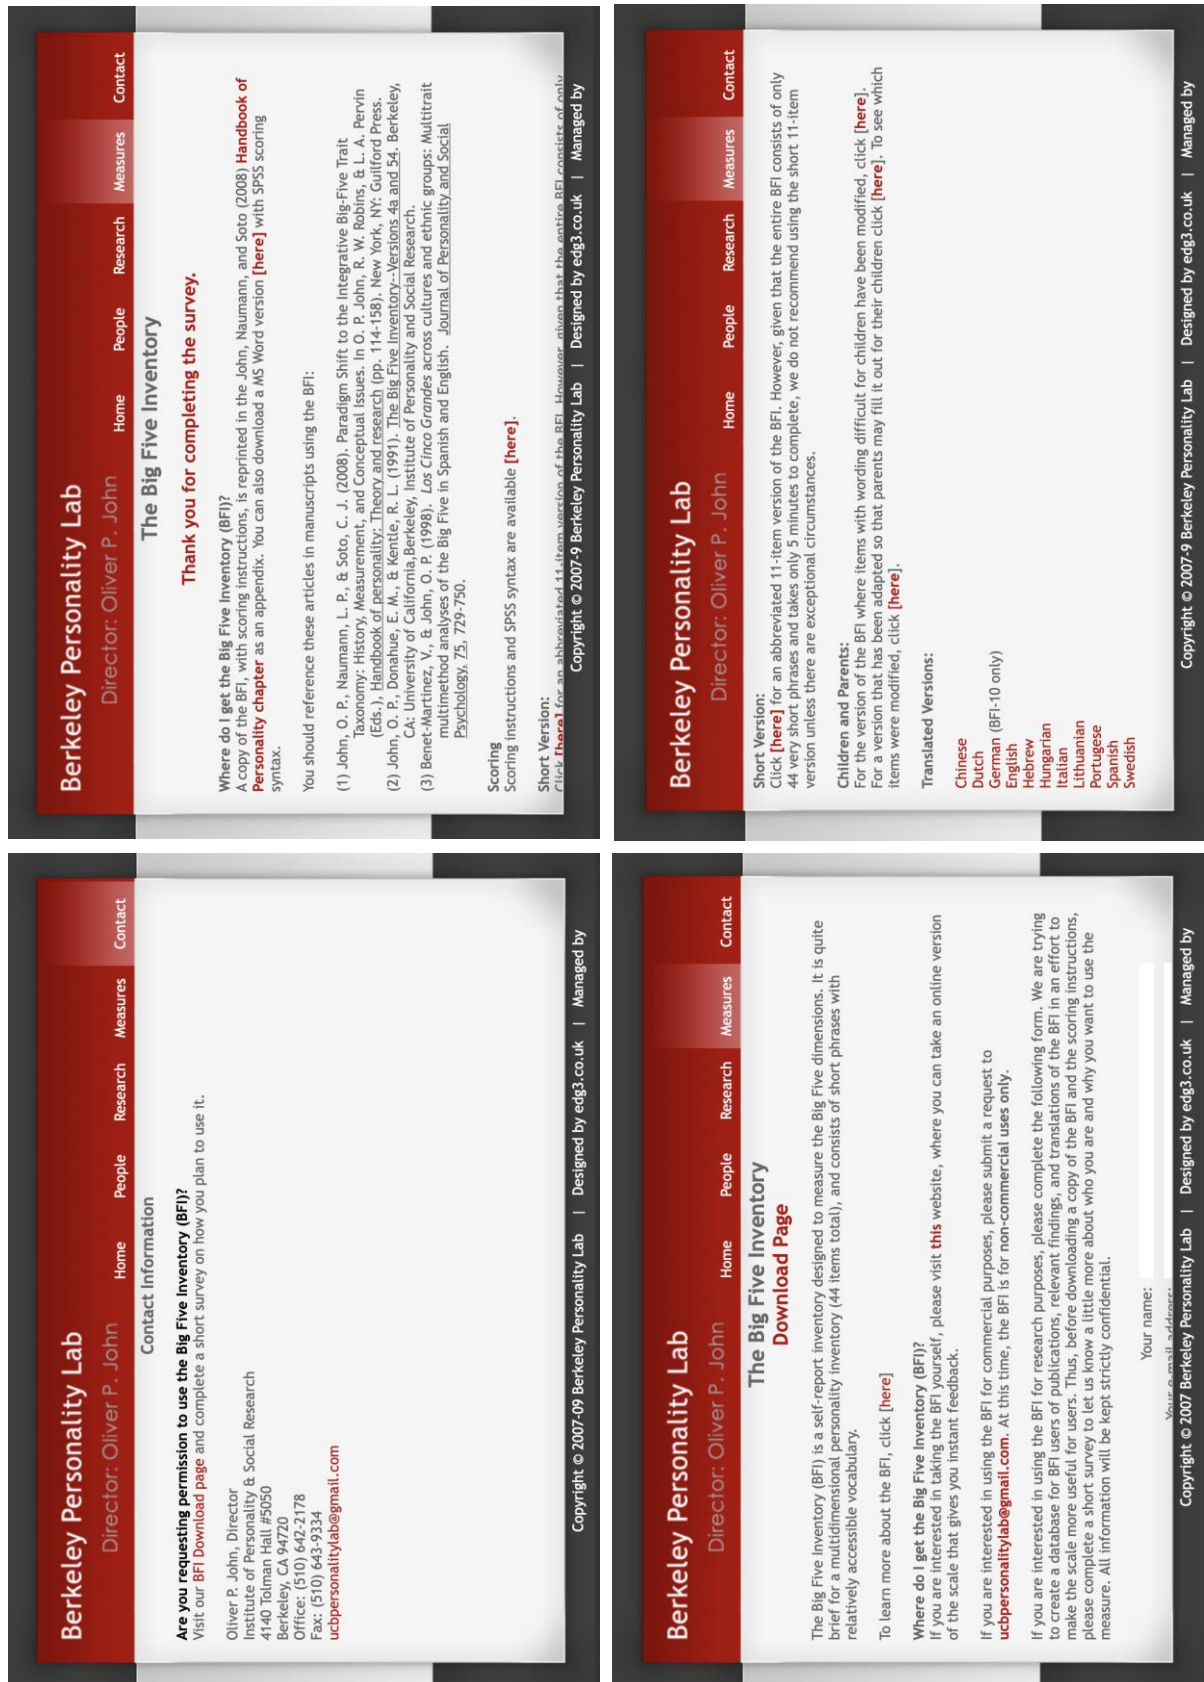 Berkeley Personality Lab
Director: Oliver P. John
Home People Research Measures Contact
Contact Information
Are you requesting permission to use the Big Five Inventory (BFI)?
Visit our BFI Download page and complete a short survey on how you plan to use it.
Oliver P. John, Director
Institute of Personality & Social Research
4140 Tolman Hall #5050
Berkeley, CA 94720
Office: (510) 642-2178
Fax: (510) 643-9334
ucbpersonalitylab@gmail.com
Copyright © 2007-09 Berkeley Personality Lab | Designed by edg3.co.uk | Managed by
Berkeley Personality Lab
Director: Oliver P. John
Home People Research Measures Contact
The Big Five Inventory
Thank you for completing the survey.
Where do I get the Big Five Inventory (BFI)?
A copy of the BFI, with scoring instructions, is reprinted in the John, Naumann, and Soto (2008) Handbook of
Personality chapter as an appendix. You can also download a MS Word version [here] with SPSS scoring
syntax.
You should reference these articles in manuscripts using the BFI:
(1) John, O. P., Naumann, L. P., & Soto, C. J. (2008). Paradigm Shift to the Integrative Big-Five Trait
Taxonomy: History, Measurement, and Conceptual Issues. In O. P. John, R. W. Robins, & L. A. Pervin
(Eds.), Handbook of personality: Theory and research (pp. 114-158). New York, NY: Guilford Press.
(2) John, O. P., Donahue, E. M., & Kentle, R. L. (1991). The Big Five Inventory--Versions 4a and 54. Berkeley,
CA: University of California,Berkeley, Institute of Personality and Social Research.
(3) Benet-Martinez, V., & John, O. P. (1998). Los Cinco Grandes across cultures and ethnic groups: Multitrait
multimethod analyses of the Big Five in Spanish and English. Journal of Personality and Social
Psychology, 75, 729-750.
Scoring
Scoring instructions and SPSS syntax are available [here].
Short Version:
Click [here] for an abbreviated 11-item version of the BFI. However, given that the entire BFI consists of only
Copyright © 2007-9 Berkeley Personality Lab | Designed by edg3.co.uk | Managed by
Berkeley Personality Lab
Director: Oliver P. John
Home People Research Measures Contact
The Big Five Inventory
Download Page
The Big Five Inventory (BFI) is a self-report inventory designed to measure the Big Five dimensions. It is quite
brief for a multidimensional personality inventory (44 items total), and consists of short phrases with
relatively accessible vocabulary.
To learn more about the BFI, click [here]
Where do I get the Big Five Inventory (BFI)?
If you are interested in taking the BFI yourself, please visit this website, where you can take an online version
of the scale that gives you instant feedback.
If you are interested in using the BFI for commercial purposes, please submit a request to
ucbpersonalitylab@gmail.com. At this time, the BFI is for non-commercial uses only.
If you are interested in using the BFI for research purposes, please complete the following form. We are trying
to create a database for BFI users of publications, relevant findings, and translations of the BFI in an effort to
make the scale more useful for users. Thus, before downloading a copy of the BFI and the scoring instructions,
please complete a short survey to let us know a little more about who you are and why you want to use the
measure. All information will be kept strictly confidential.
Your name:
Your e-mail address:
Copyright © 2007 Berkeley Personality Lab | Designed by edg3.co.uk | Managed by
Berkeley Personality Lab
Director: Oliver P. John
Home People Research Measures Contact
Short Version:
Click [here] for an abbreviated 11-item version of the BFI. However, given that the entire BFI consists of only
44 very short phrases and takes only 5 minutes to complete, we do not recommend using the short 11-item
version unless there are exceptional circumstances.
Children and Parents:
For the version of the BFI where items with wording difficult for children have been modified, click [here].
For a version that has been adapted so that parents may fill it out for their children click [here]. To see which
items were modified, click [here].
Translated Versions:
Chinese
Dutch
German (BFI-10 only)
English
Hebrew
Hungarian
Italian
Lithuanian
Portugese
Spanish
Swedish
Copyright © 2007-9 Berkeley Personality Lab | Designed by edg3.co.uk | Managed by